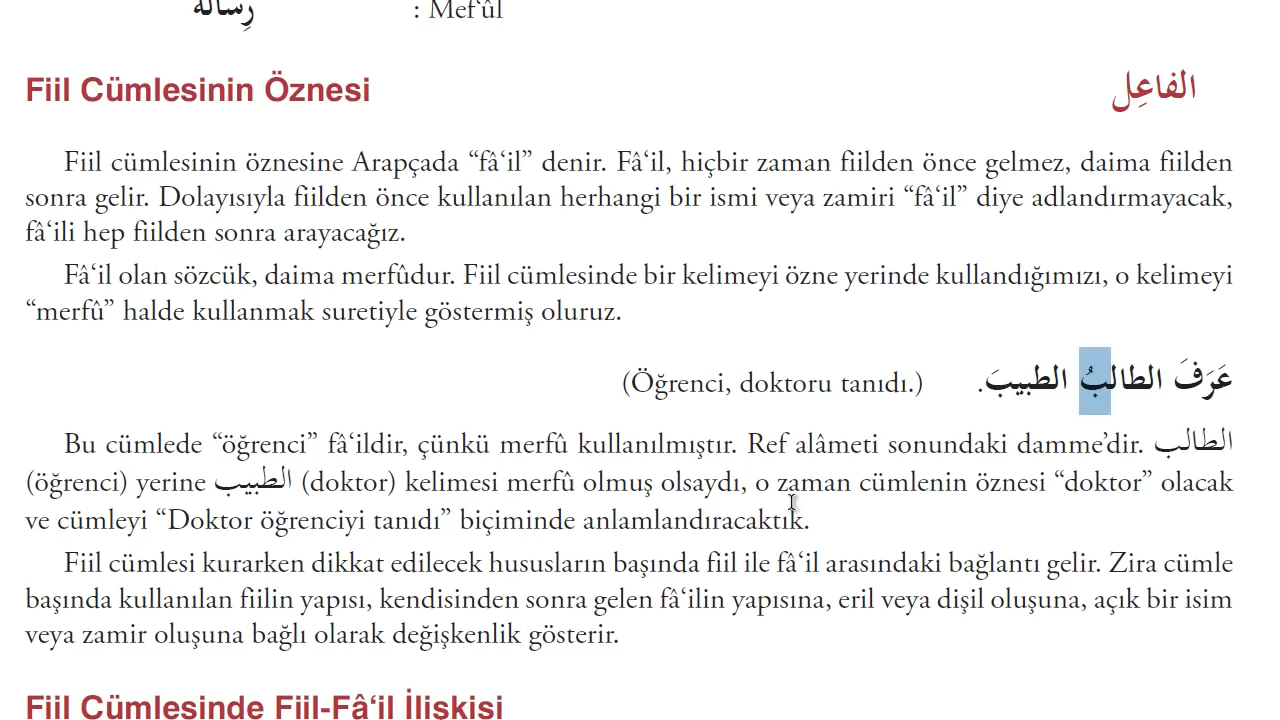 رِسالة : Mef‘ûl
Fiil Cümlesinin Öznesi الفاعِل
Fiil cümlesinin öznesine Arapçada “fâ‘il” denir. Fâ‘il, hiçbir zaman fiilden önce gelmez, daima fiilden
sonra gelir. Dolayısıyla fiilden önce kullanılan herhangi bir ismi veya zamiri “fâ‘il” diye adlandırmayacak,
fâ‘ili hep fiilden sonra arayacağız.
Fâ‘il olan sözcük, daima merfûdur. Fiil cümlesinde bir kelimeyi özne yerinde kullandığımızı, o kelimeyi
“merfû” halde kullanmak suretiyle göstermiş oluruz.
عَرَفَ الطالبُ الطبيبَ. (Öğrenci, doktoru tanıdı.)
Bu cümlede “öğrenci” fâ‘ildir, çünkü merfû kullanılmıştır. Ref alâmeti sonundaki damme’dir. الطالب
(öğrenci) yerine الطبيب (doktor) kelimesi merfû olmuş olsaydı, o zaman cümlenin öznesi “doktor” olacak
ve cümleyi “Doktor öğrenciyi tanıdı” biçiminde anlamlandıracaktık.
Fiil cümlesi kurarken dikkat edilecek hususların başında fiil ile fâ‘il arasındaki bağlantı gelir. Zira cümle
başında kullanılan fiilin yapısı, kendisinden sonra gelen fâ‘ilin yapısına, eril veya dişil oluşuna, açık bir isim
veya zamir oluşuna bağlı olarak değişkenlik gösterir.
Fiil Cümlesinde Fiil-Fâ‘il İliskisi